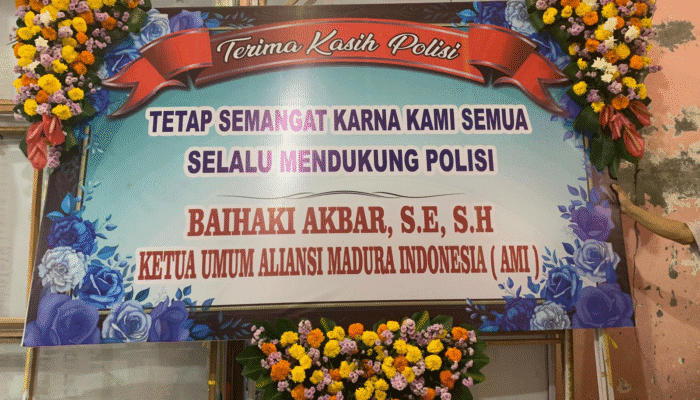 Terima Kasih Polisi
TETAP SEMANGAT KARNA KAMI SEMUA
SELALU MENDUKUNG POLISI
BAIHAKI AKBAR, S.E, S.H
KETUA UMUM ALIANSI MADURA INDONESIA ( AMI )